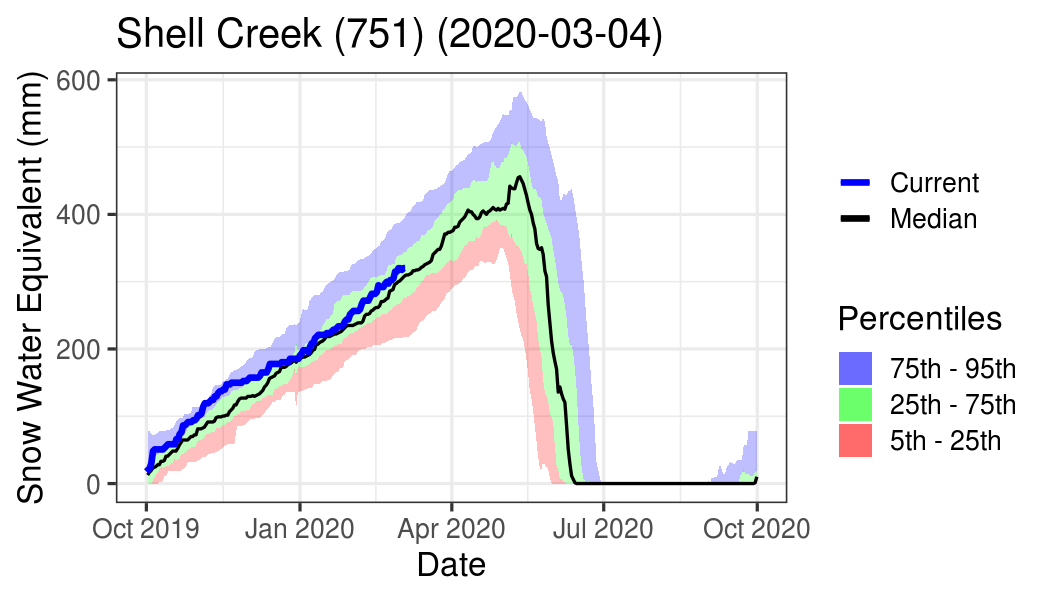 Shell Creek (751) (2020-03-04)
Snow Water Equivalent (mm)
600
400
200
0
Oct 2019
Jan 2020
Apr 2020
Jul 2020
Oct 2020
Date
Current
Median
Percentiles
75th - 95th
25th - 75th
5th - 25th